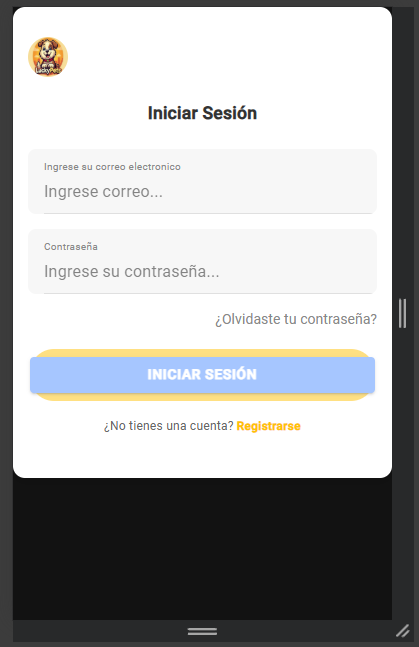 LuckyPets
Iniciar Sesión
Ingrese su correo electronico
Ingrese correo...
Contraseña
Ingrese su contraseña...
¿Olvidaste tu contraseña?
INICIAR SESIÓN
¿No tienes una cuenta? Registrarse